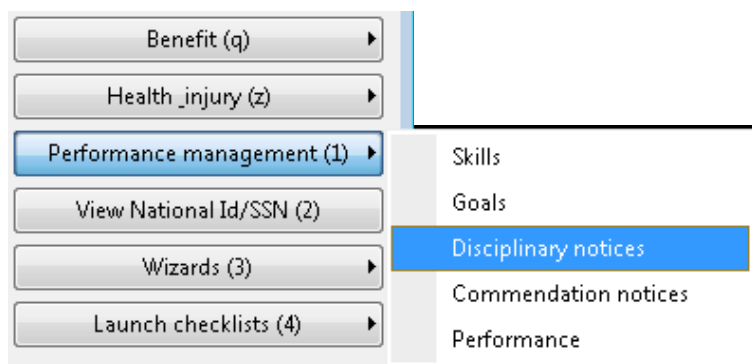 Benefit (q)
Health _injury (z)
Performance management (1)
View National Id/SSN (2)
Wizards (3)
Launch checklists (4)
Skills
Goals
Disciplinary notices
Commendation notices
Performance